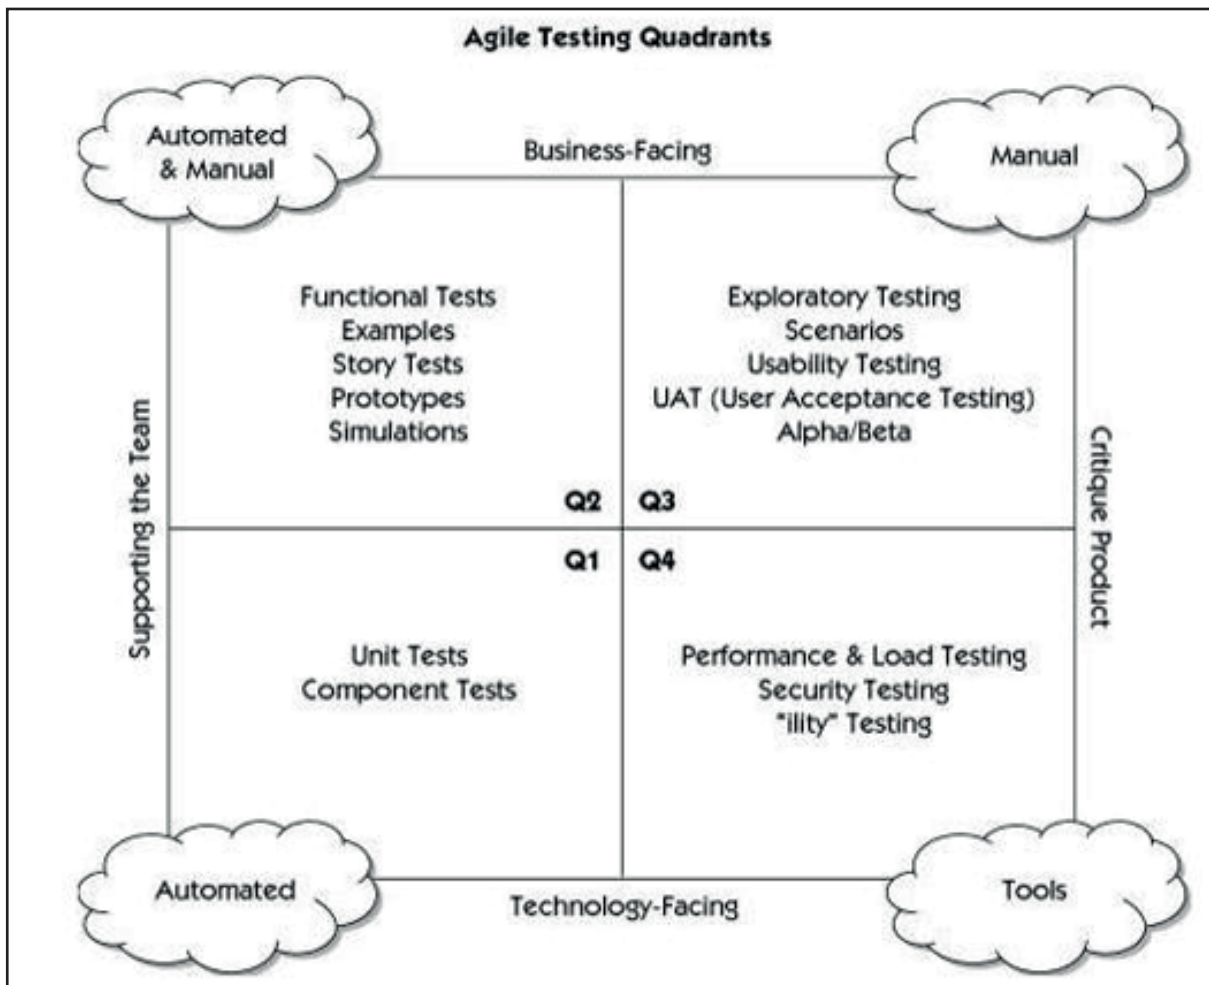 Agile Testing Quadrants
Automated
& Manual
Business-Facing
Manual
Functional Tests
Examples
Story Tests
Prototypes
Simulations
Exploratory Testing
Scenarios
Usability Testing
UAT (User Acceptance Testing)
Alpha/Beta
Supporting the Team
Critique Product
Q2
Q3
Q1
Q4
Unit Tests
Component Tests
Performance & Load Testing
Security Testing
"ility" Testing
Automated
Technology-Facing
Tools